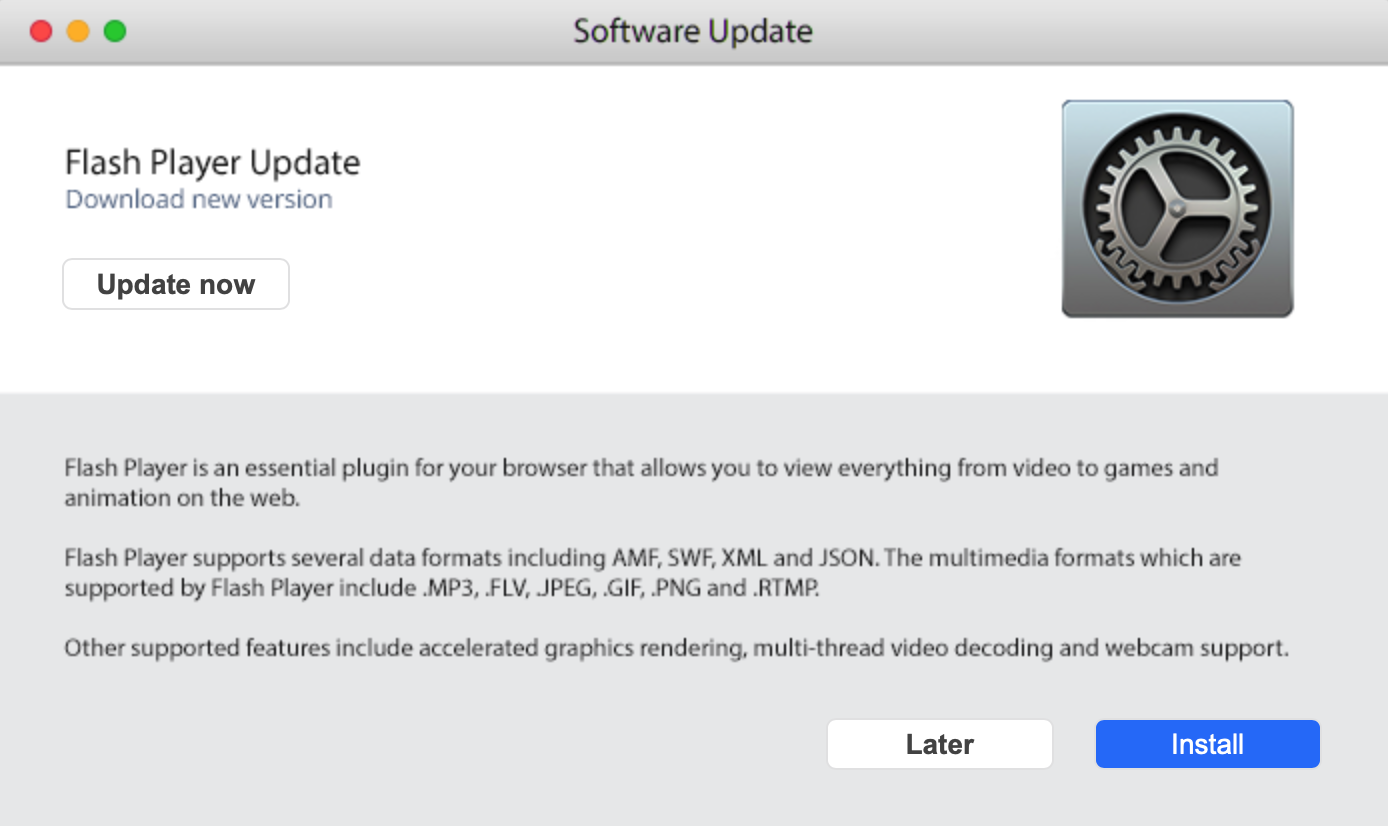 Software Update
Flash Player Update
Download new version
Update now
Flash Player is an essential plugin for your browser that allows you to view everything from video to games and
animation on the web.
Flash Player supports several data formats including AMF, SWF, XML and JSON. The multimedia formats which are
supported by Flash Player include .MP3, .FLV, .JPEG, .GIF, .PNG and .RTMP.
Other supported features include accelerated graphics rendering, multi-thread video decoding and webcam support.
Later
Install